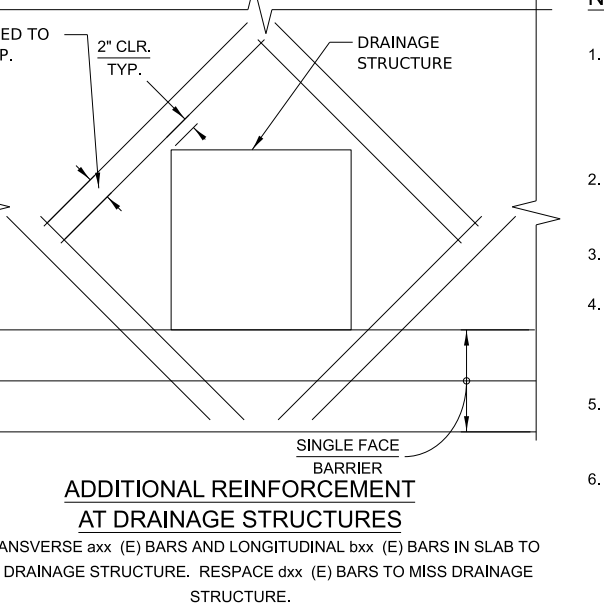 ED TO
P.
2" CLR.
TYP.
DRAINAGE
STRUCTURE
1.
2.
3.
4.
5.
6.
SINGLE FACE
BARRIER
ADDITIONAL REINFORCEMENT
AT DRAINAGE STRUCTURES
ANSVERSE axx (E) BARS AND LONGITUDINAL bxx (E) BARS IN SLAB TO
DRAINAGE STRUCTURE. RESPACE dxx (E) BARS TO MISS DRAINAGE
STRUCTURE.